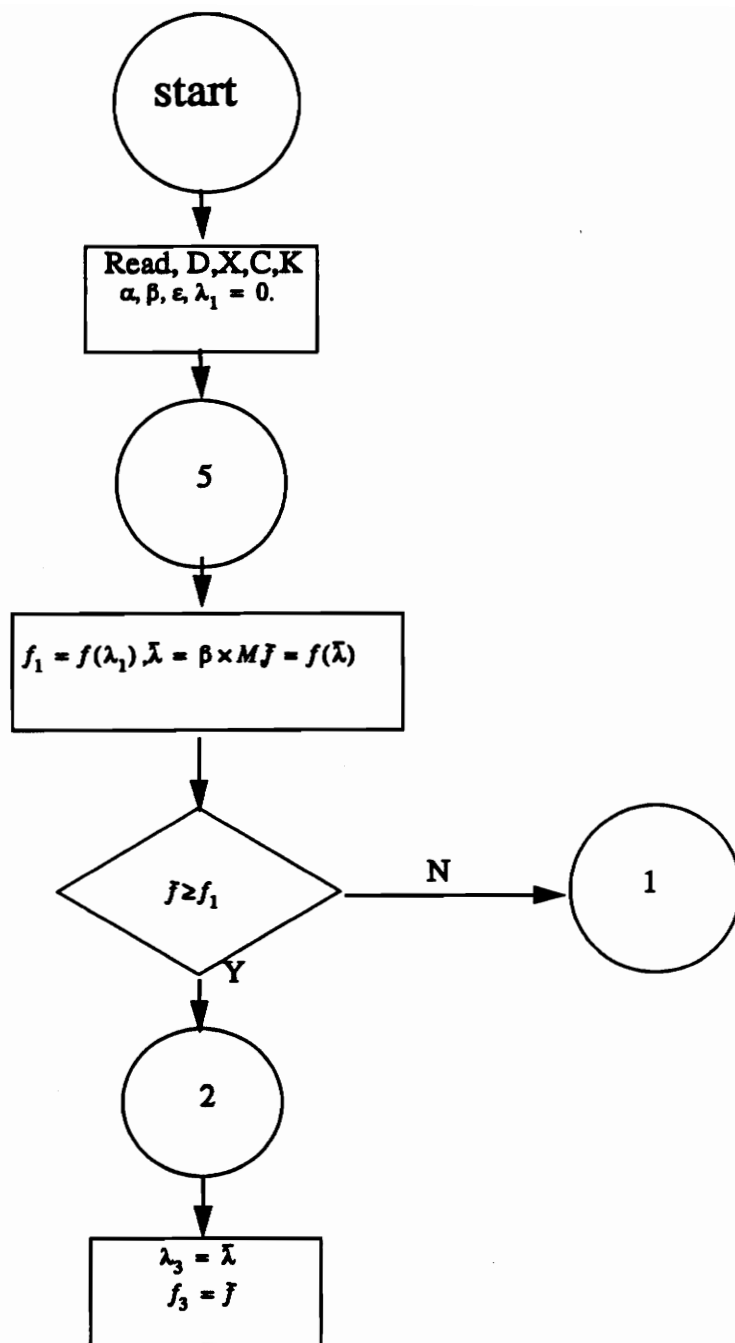 start
Read, D,X,C,K
α, β, ε, λ₁ = 0.
5
f₁ = f(λ₁) ,λ̄ = β × M,f̄ = f(λ̄)
f̄ ≥ f₁
N
1
Y
2
λ₃ = λ̄
f₃ = f̄